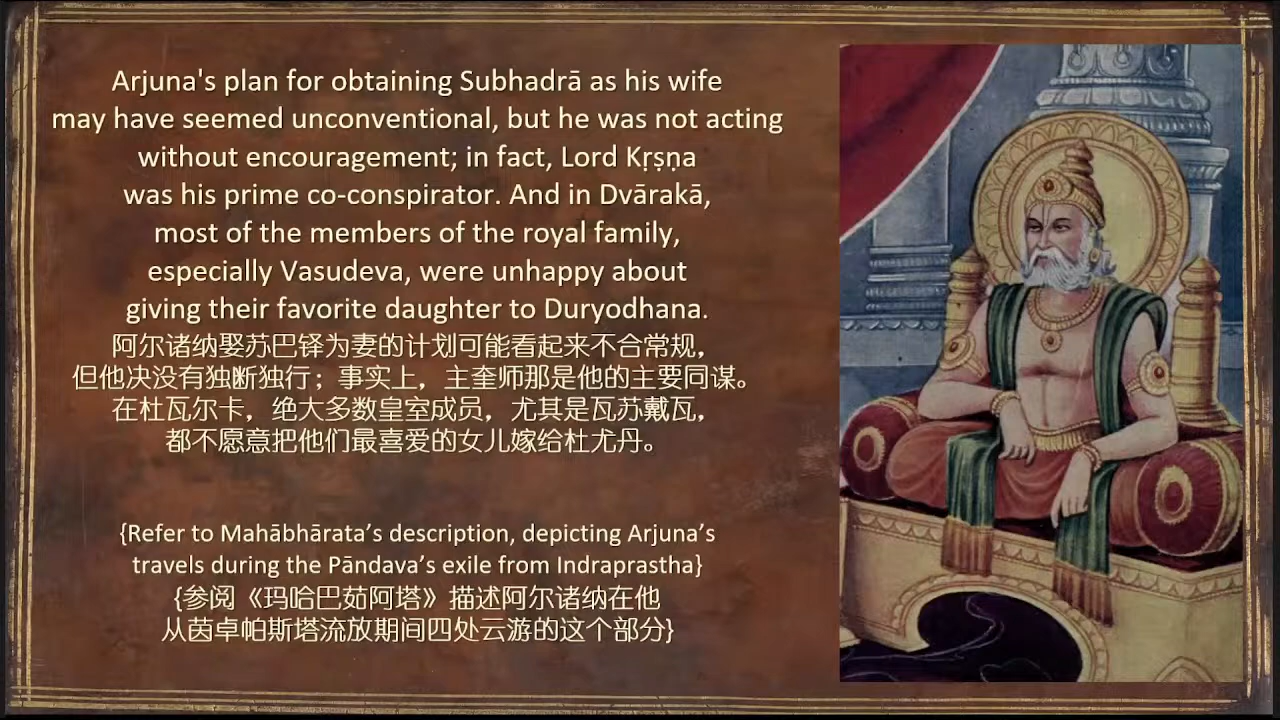 Arjuna's plan for obtaining Subhadrā as his wife
may have seemed unconventional, but he was not acting
without encouragement; in fact, Lord Kṛṣṇa
was his prime co-conspirator. And in Dvārakā,
most of the members of the royal family,
especially Vasudeva, were unhappy about
giving their favorite daughter to Duryodhana.
阿尔诸纳娶苏巴铎为妻的计划可能看起来不合常规，
但他决没有独断独行；事实上，主奎师那是他的主要同谋。
在杜瓦尔卡，绝大多数皇室成员，尤其是瓦苏戴瓦，
都不愿意把他们最喜爱的女儿嫁给杜尤丹。
{Refer to Mahābhārata’s description, depicting Arjuna’s
travels during the Pāndava’s exile from Indraprastha}
{参阅《玛哈巴茹阿塔》描述阿尔诸纳在他
从茵卓帕斯塔流放期间四处云游的这个部分}